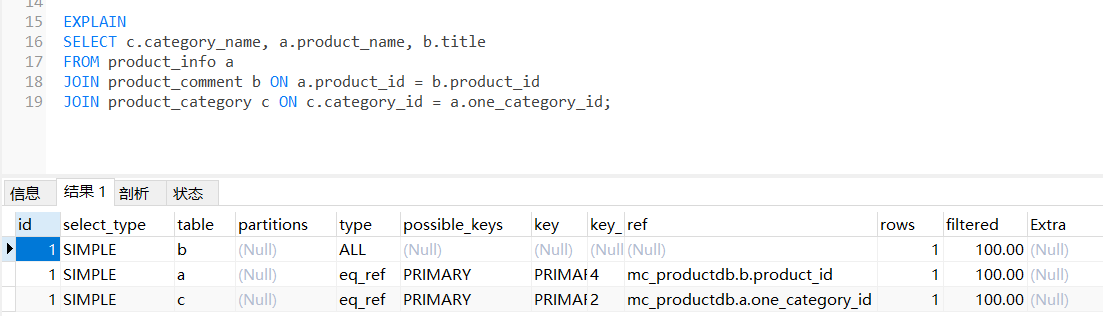 14
15 EXPLAIN
16 SELECT c.category_name, a.product_name, b.title
17 FROM product_info a
18 JOIN product_comment b ON a.product_id = b.product_id
19 JOIN product_category c ON c.category_id = a.one_category_id;
信息 结果 1 剖析 状态
id select_type table partitions type possible_keys key key_ ref rows filtered Extra
1 SIMPLE b (Null) ALL (Null) (Null) (Null) (Null) 1 100.00 (Null)
1 SIMPLE a (Null) eq_ref PRIMARY PRIMAR 4 mc_productdb.b.product_id 1 100.00 (Null)
1 SIMPLE c (Null) eq_ref PRIMARY PRIMAR 2 mc_productdb.a.one_category_id 1 100.00 (Null)